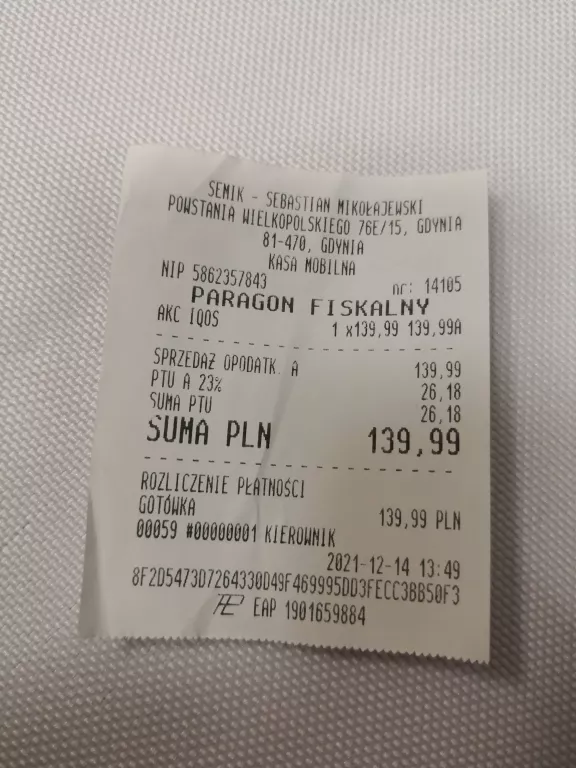 SEMIK - SEBASTIAN MIKOŁAJEWSKI
POWSTANIA WIELKOPOLSKIEGO 76E/15, GDYNIA
81-470, GDYNIA
KASA MOBILNA
NIP 5862357843 nr: 14105
PARAGON FISKALNY
AKC IQOS 1 x139,99 139,99A
SPRZEDAŻ OPODATK. A 139,99
PTU A 23% 26,18
SUMA PTU 26,18
SUMA PLN 139,99
ROZLICZENIE PŁATNOŚCI
GOTÓWKA 139,99 PLN
00059 #00000001 KIEROWNIK
2021-12-14 13:49
8F2D5473D7264330D49F469995DD3FECC3BB50F3
EAP 1901659884